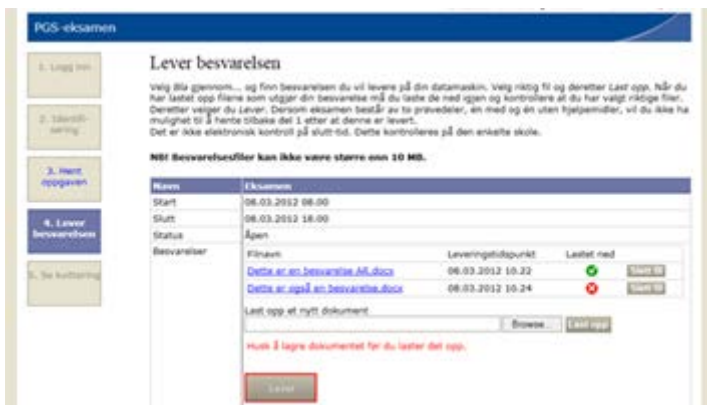 PGS-eksamen
1. Logg inn
2. Identifi-
sering
3. Hent
oppgaven
4. Lever
besvarelsen
5. Se kvittering
Lever besvarelsen
Velg Bla gjennom... og finn besvarelsen du vil levere på din datamaskin. Velg riktig fil og deretter Last opp. Når du
har lastet opp filene som utgjør din besvarelse må du laste de ned igjen og kontrollere at du har valgt riktige filer.
Deretter velger du Lever. Dersom eksamen består av to prøvedeler, én med og én uten hjelpemidler, vil du ikke ha
mulighet til å hente tilbake del 1 etter at denne er levert.
Det er ikke elektronisk kontroll på slutt-tid. Dette kontrolleres på den enkelte skole.
NB! Besvarelsesfiler kan ikke være større enn 10 MB.
Navn Eksamen
Start 08.03.2012 08.00
Slutt 08.03.2012 18.00
Status Åpen
Besvarelser Filnavn Leveringstidspunkt Lastet ned
Dette er en besvarelse AR.docx 08.03.2012 10.22 Slett fil
Dette er også en besvarelse.docx 08.03.2012 10.24 Slett fil
Last opp et nytt dokument
Browse... Last opp
Husk å lagre dokumentet før du laster det opp.
Lever